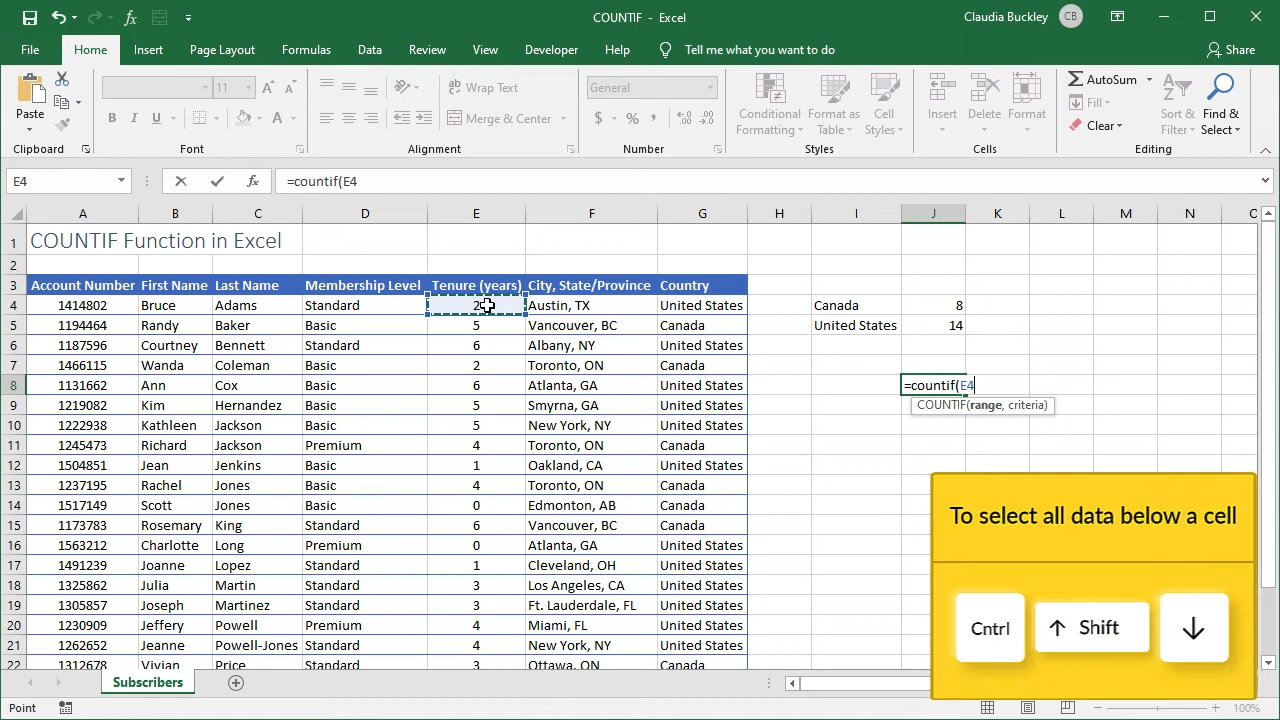 COUNTIF - Excel
Claudia Buckley CB
File Home Insert Page Layout Formulas Data Review View Developer Help Tell me what you want to do Share
11 General
Wrap Text
AutoSum
Paste
B I U
Merge & Center
$ %
Conditional Formatting
Format as Table
Cell Styles
Insert Delete Format
Fill
Clear
Sort & Filter
Find & Select
Clipboard Font Alignment Number Styles Cells Editing
E4 fx =countif(E4
A B C D E F G H I J K L M N O
1 COUNTIF Function in Excel
2
3 Account Number First Name Last Name Membership Level Tenure (years) City, State/Province Country
4 1414802 Bruce Adams Standard 2 Austin, TX United States Canada 8
5 1194464 Randy Baker Basic 5 Vancouver, BC Canada United States 14
6 1187596 Courtney Bennett Standard 6 Albany, NY United States
7 1466115 Wanda Coleman Basic 2 Toronto, ON Canada
8 1131662 Ann Cox Basic 6 Atlanta, GA United States =countif(E4
9 1219082 Kim Hernandez Basic 5 Smyrna, GA United States COUNTIF(range, criteria)
10 1222938 Kathleen Jackson Basic 5 New York, NY United States
11 1245473 Richard Jackson Premium 4 Toronto, ON Canada
12 1504851 Jean Jenkins Basic 1 Oakland, CA United States
13 1237195 Rachel Jones Basic 4 Toronto, ON Canada
14 1517149 Scott Jones Basic 0 Edmonton, AB Canada
15 1173783 Rosemary King Standard 6 Vancouver, BC Canada
16 1563212 Charlotte Long Premium 0 Atlanta, GA United States
17 1491239 Joanne Lopez Standard 1 Cleveland, OH United States
18 1325862 Julia Martin Standard 3 Los Angeles, CA United States
19 1305857 Joseph Martinez Standard 3 Ft. Lauderdale, FL United States
20 1230909 Jeffery Powell Premium 4 Miami, FL United States
21 1262652 Jeanne Powell-Jones Standard 4 New York, NY United States
22 1312678 Vivian Price Standard 3 Ottawa, ON Canada
To select all data below a cell
Cntrl ↑ Shift ↓
Subscribers
Point 100%